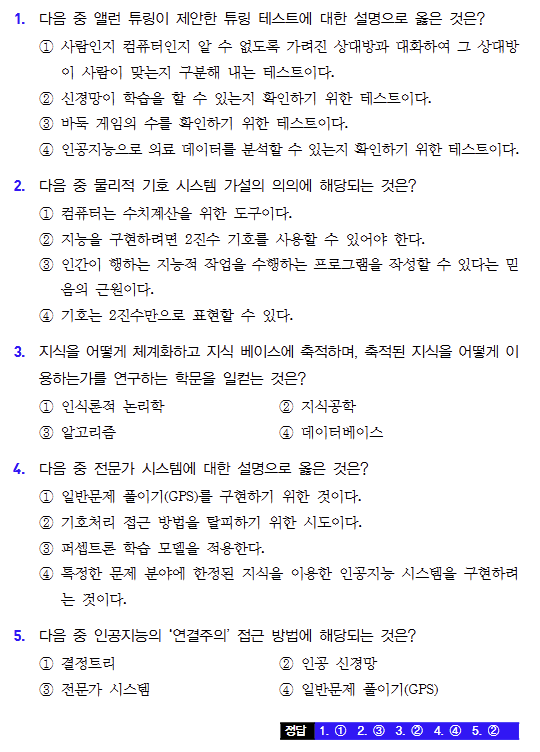 1. 다음 중 앨런 튜링이 제안한 튜링 테스트에 대한 설명으로 옳은 것은?
① 사람인지 컴퓨터인지 알 수 없도록 가려진 상대방과 대화하여 그 상대방
이 사람이 맞는지 구분해 내는 테스트이다.
② 신경망이 학습을 할 수 있는지 확인하기 위한 테스트이다.
③ 바둑 게임의 수를 확인하기 위한 테스트이다.
④ 인공지능으로 의료 데이터를 분석할 수 있는지 확인하기 위한 테스트이다.
2. 다음 중 물리적 기호 시스템 가설의 의의에 해당되는 것은?
① 컴퓨터는 수치계산을 위한 도구이다.
② 지능을 구현하려면 2진수 기호를 사용할 수 있어야 한다.
③ 인간이 행하는 지능적 작업을 수행하는 프로그램을 작성할 수 있다는 믿
음의 근원이다.
④ 기호는 2진수만으로 표현할 수 있다.
3. 지식을 어떻게 체계화하고 지식 베이스에 축적하며, 축적된 지식을 어떻게 이
용하는가를 연구하는 학문을 일컫는 것은?
① 인식론적 논리학 ② 지식공학
③ 알고리즘 ④ 데이터베이스
4. 다음 중 전문가 시스템에 대한 설명으로 옳은 것은?
① 일반문제 풀이기(GPS)를 구현하기 위한 것이다.
② 기호처리 접근 방법을 탈피하기 위한 시도이다.
③ 퍼셉트론 학습 모델을 적용한다.
④ 특정한 문제 분야에 한정된 지식을 이용한 인공지능 시스템을 구현하려
는 것이다.
5. 다음 중 인공지능의 ‘연결주의’ 접근 방법에 해당되는 것은?
① 결정트리 ② 인공 신경망
③ 전문가 시스템 ④ 일반문제 풀이기(GPS)
정답 1. ① 2. ③ 3. ② 4. ④ 5. ②